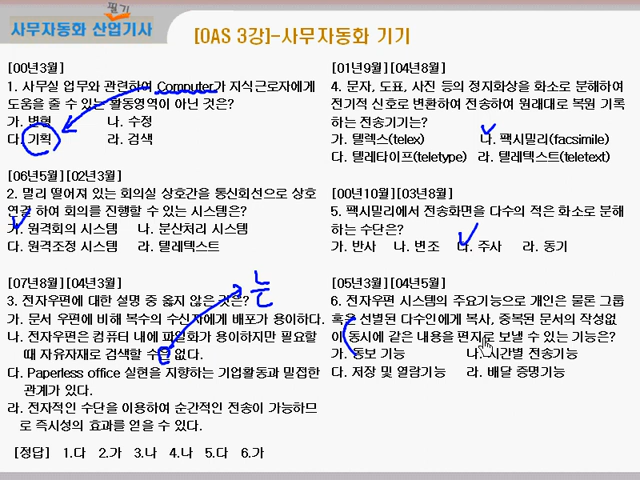 필기
사무자동화 산업기사
[OAS 3강]-사무자동화 기기
[00년3월]
1. 사무실 업무와 관련하여 Computer가 지식근로자에게
도움을 줄 수 있는 활동영역이 아닌 것은?
가. 변형 나. 수정
다. 기획 라. 검색
[06년5월][02년3월]
2. 멀리 떨어져 있는 회의실 상호간을 통신회선으로 상호
연결 하여 회의를 진행할 수 있는 시스템은?
가. 원격회의 시스템 나. 분산처리 시스템
다. 원격조정 시스템 라. 텔레텍스트
[07년8월][04년3월]
3. 전자우편에 대한 설명 중 옳지 않은 것은?
가. 문서 우편에 비해 복수의 수신자에게 배포가 용이하다.
나. 전자우편은 컴퓨터 내에 파일화가 용이하지만 필요할
때 자유자재로 검색할 수는 없다.
는
다. Paperless office 실현을 지향하는 기업활동과 밀접한
관계가 있다.
라. 전자적인 수단을 이용하여 순간적인 전송이 가능하므
로 즉시성의 효과를 얻을 수 있다.
[01년9월][04년8월]
4. 문자, 도표, 사진 등의 정지화상을 화소로 분해하여
전기적 신호로 변환하여 전송하여 원래대로 복원 기록
하는 전송기기는?
가. 텔렉스(telex) 나. 팩시밀리(facsimile)
다. 텔레타이프(teletype) 라. 텔레텍스트(teletext)
[00년10월][03년8월]
5. 팩시밀리에서 전송화면을 다수의 적은 화소로 분해
하는 수단은?
가. 반사 나. 변조 다. 주사 라. 동기
[05년3월][04년5월]
6. 전자우편 시스템의 주요기능으로 개인은 물론 그룹
혹은 선별된 다수인에게 복사, 중복된 문서의 작성없
이 동시에 같은 내용을 편지로 보낼 수 있는 기능은?
가. 동보 기능 나. 시간별 전송기능
다. 저장 및 열람기능 라. 배달 증명기능
[정답] 1.다 2.가 3.나 4.나 5.다 6.가